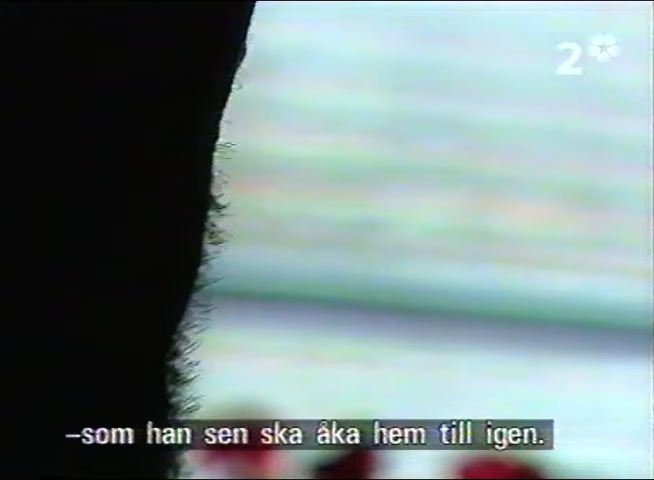 2
–som han sen ska åka hem till igen.